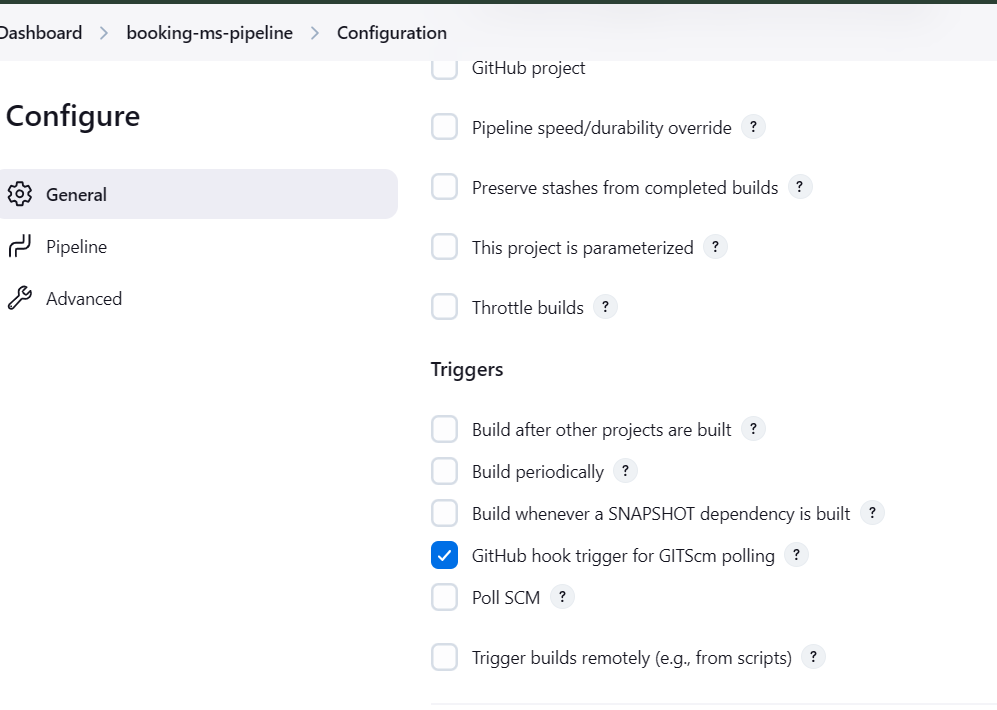 Dashboard > booking-ms-pipeline > Configuration
Configure
General
Pipeline
Advanced
GitHub project
Pipeline speed/durability override ?
Preserve stashes from completed builds ?
This project is parameterized ?
Throttle builds ?
Triggers
Build after other projects are built ?
Build periodically ?
Build whenever a SNAPSHOT dependency is built ?
GitHub hook trigger for GITScm polling ?
Poll SCM ?
Trigger builds remotely (e.g., from scripts) ?